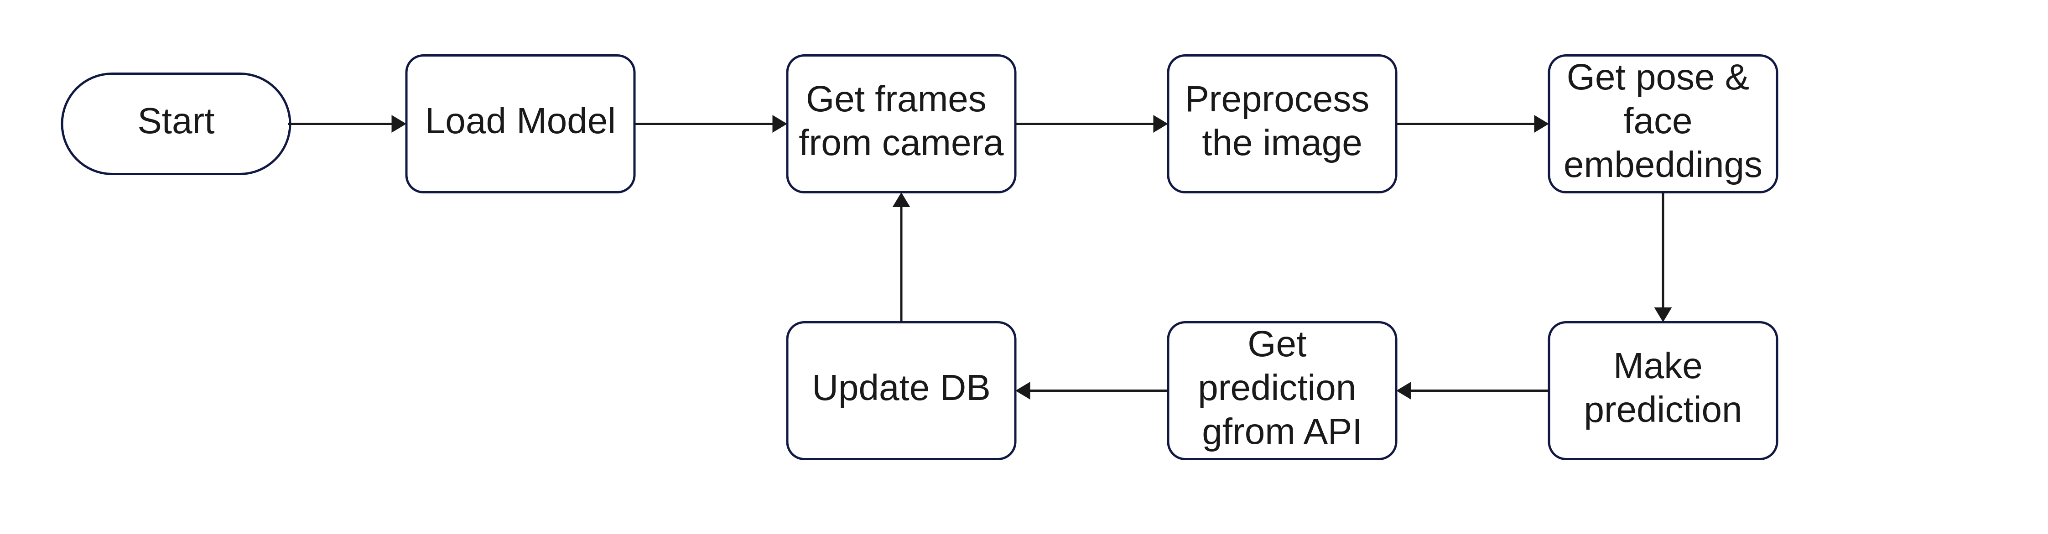 Start
Load Model
Get frames
from camera
Preprocess
the image
Get pose &
face
embeddings
Make
prediction
Get
prediction
gfrom API
Update DB